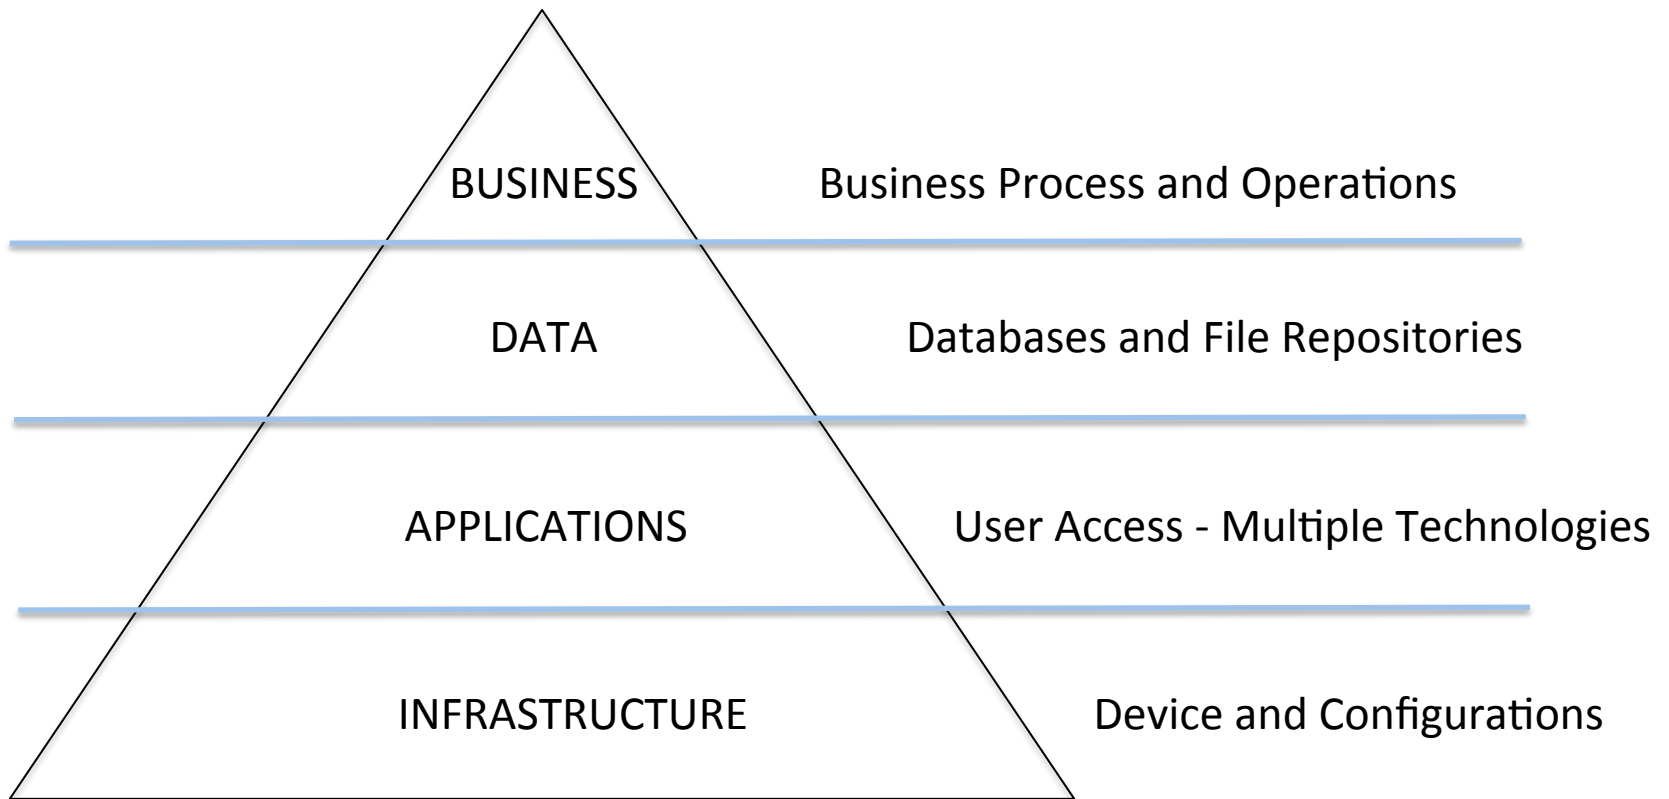 BUSINESS Business Process and Operations
DATA Databases and File Repositories
APPLICATIONS User Access - Multiple Technologies
INFRASTRUCTURE Device and Configurations